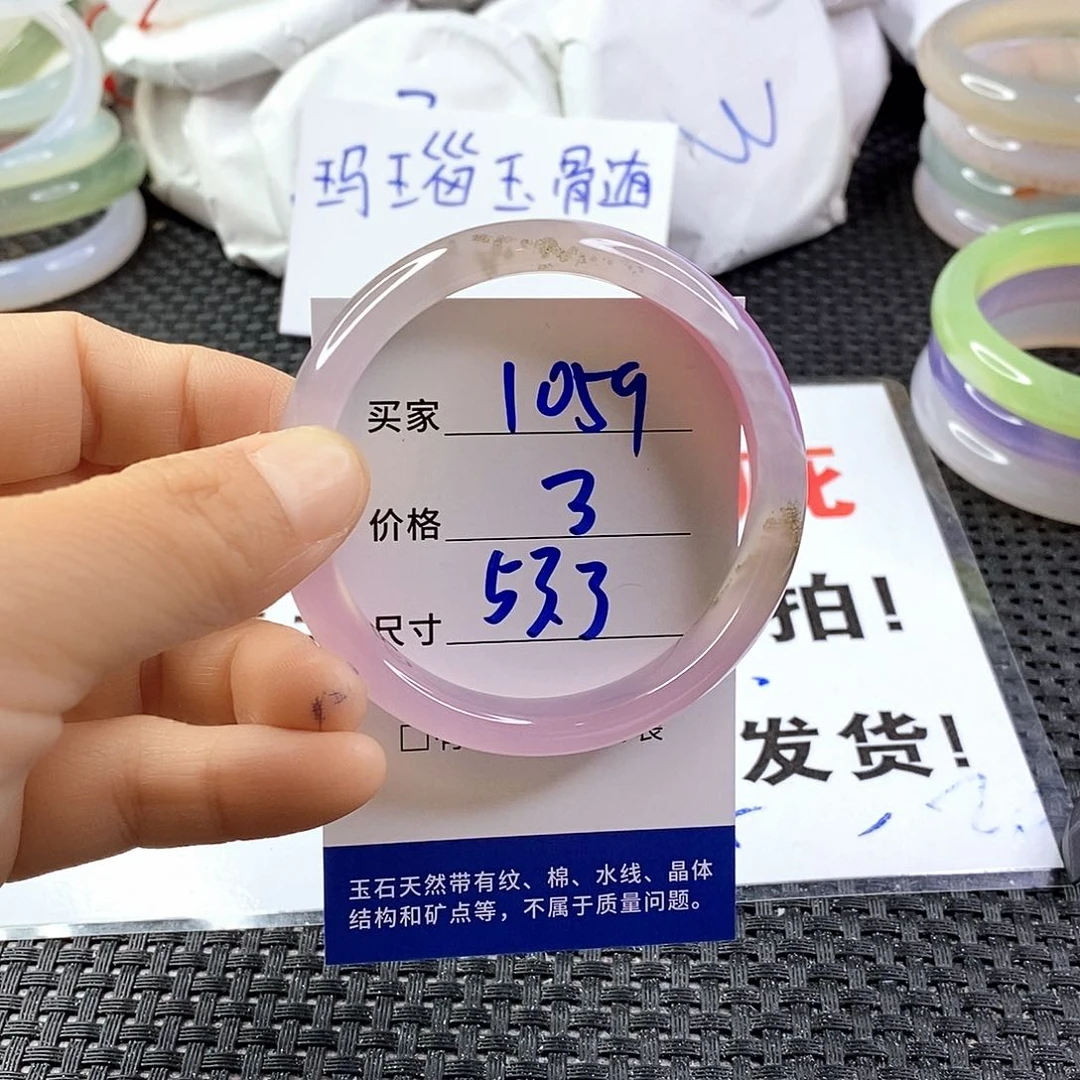 玛瑙玉骨髓
买家 1059
价格 3
尺寸
死
拍!
发货!
玉石天然带有纹、棉、水线、晶体
结构和矿点等，不属于质量问题。